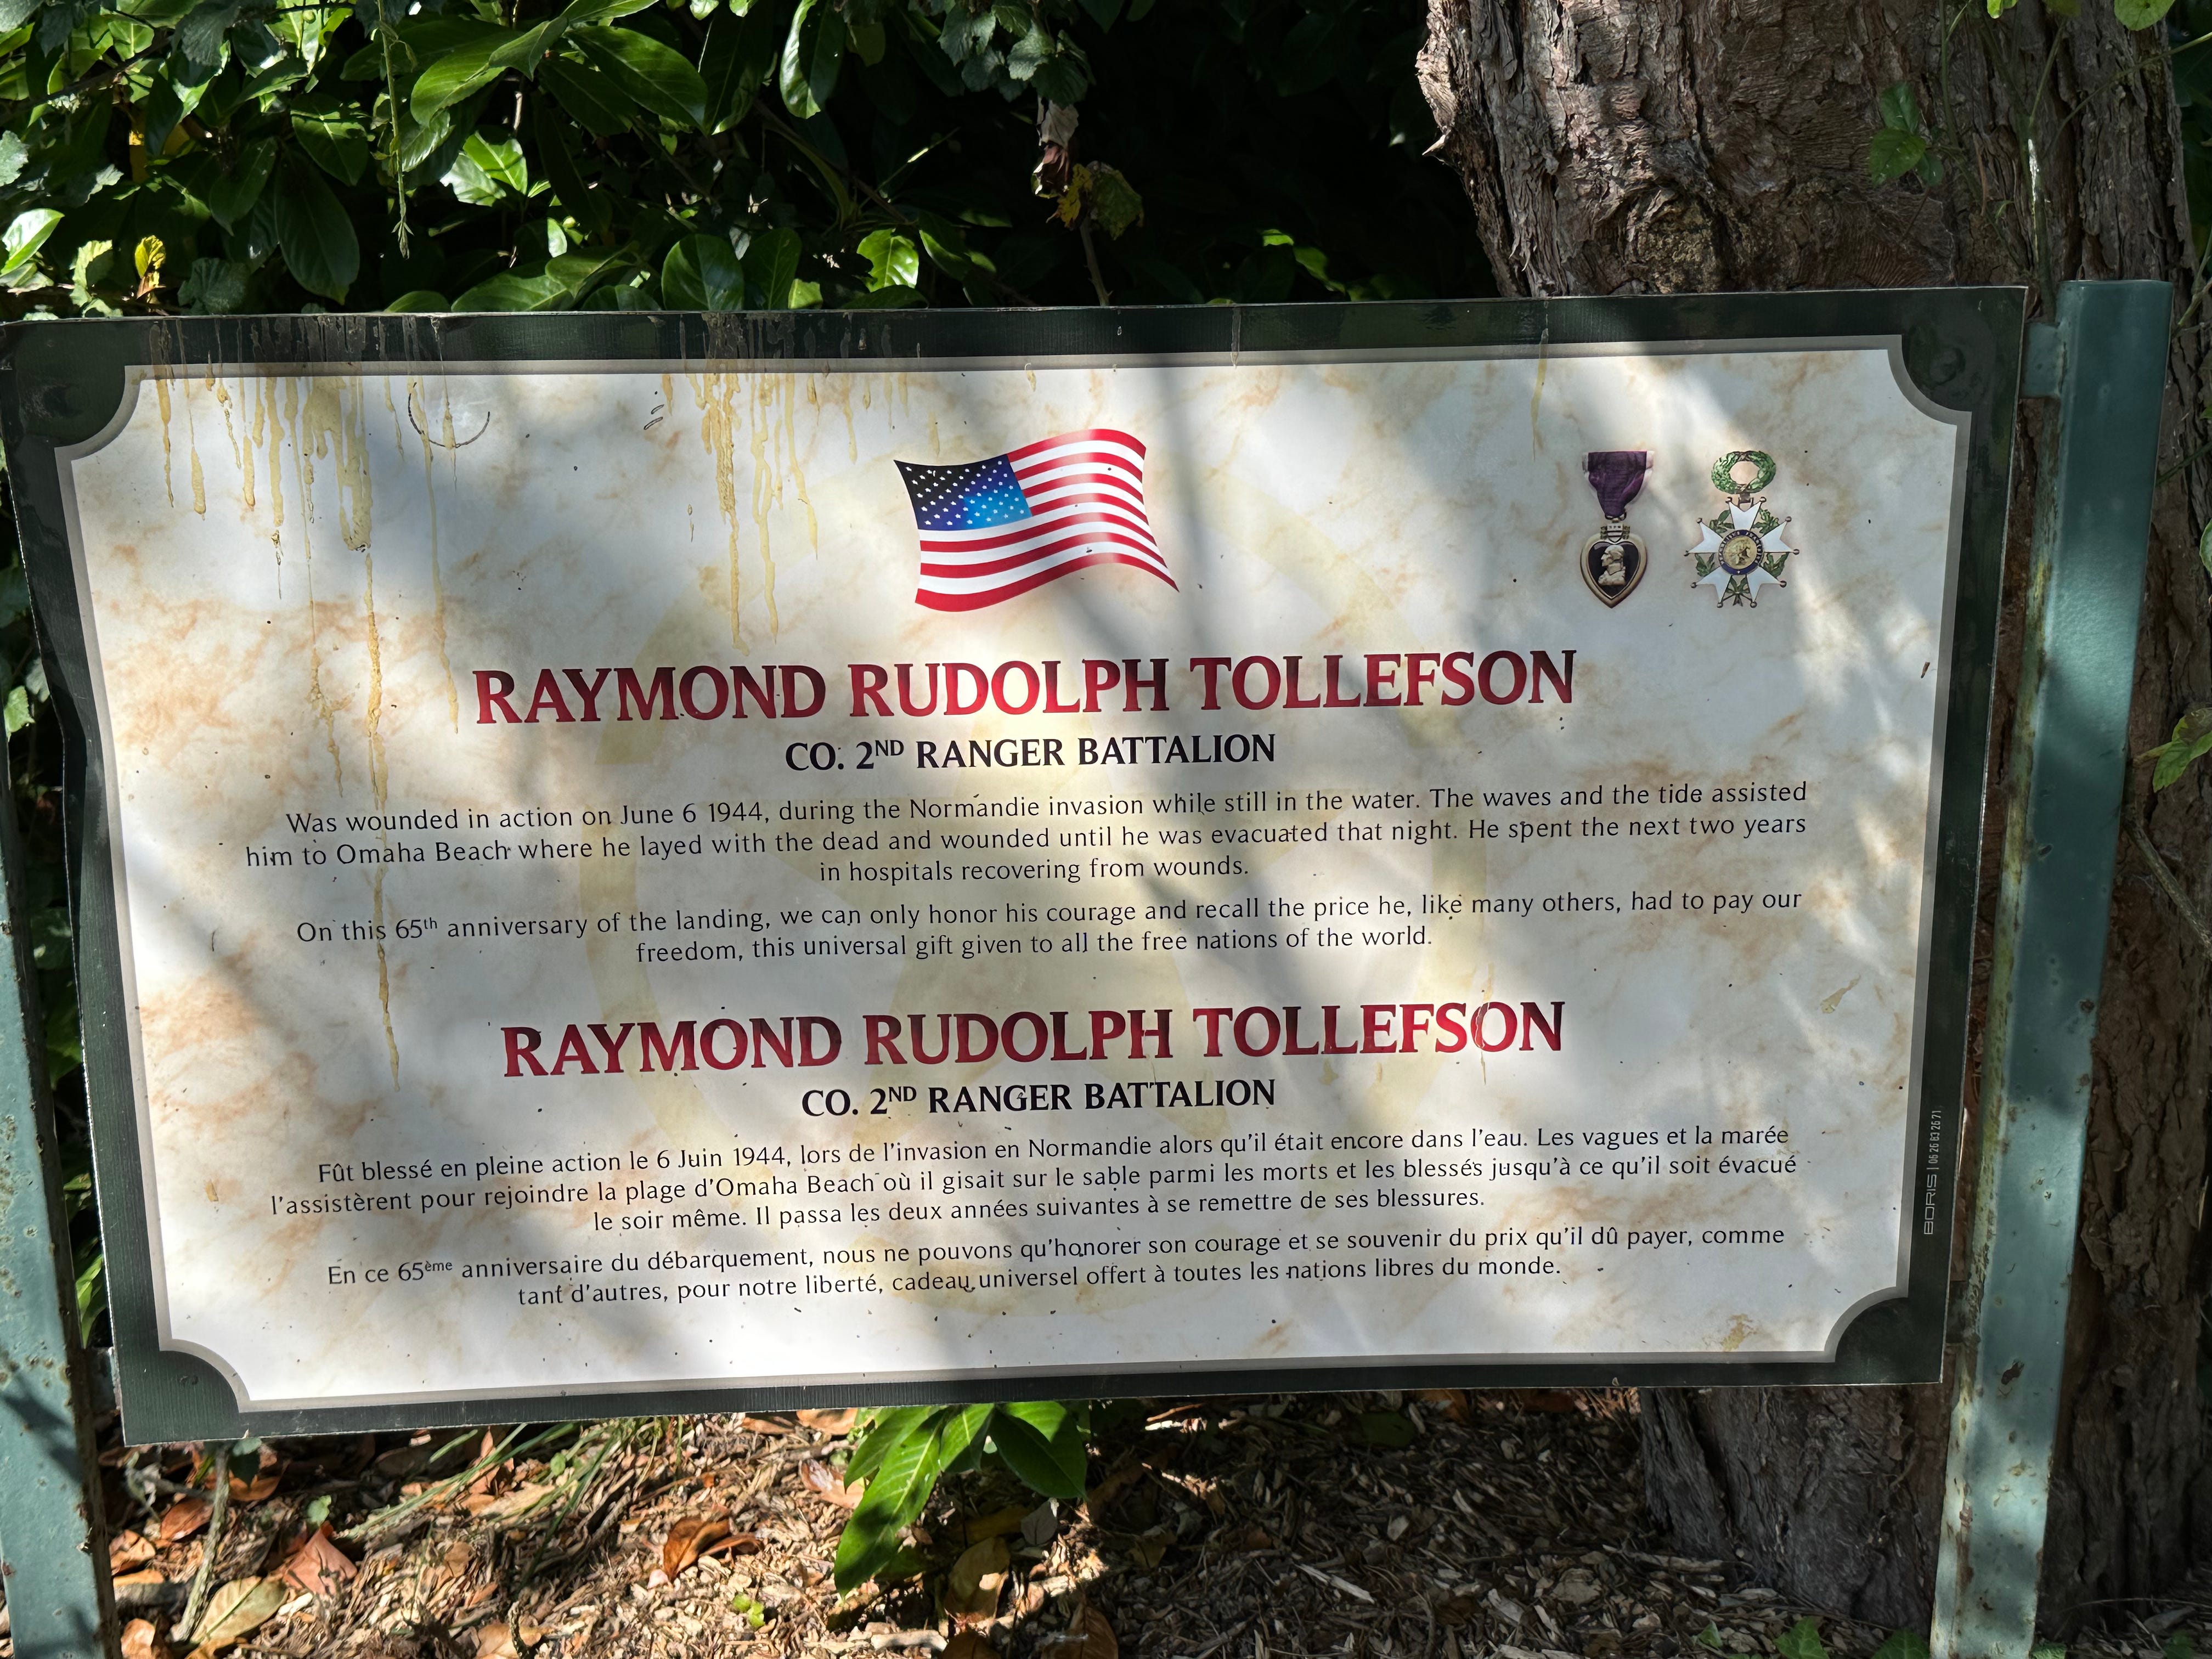 RAYMOND RUDOLPH TOLLEFSON
CO. 2ND RANGER BATTALION
Was wounded in action on June 6 1944, during the Normandie invasion while still in the water. The waves and the tide assisted
him to Omaha Beach where he layed with the dead and wounded until he was evacuated that night. He spent the next two years
in hospitals recovering from wounds.
On this 65th anniversary of the landing, we can only honor his courage and recall the price he, like many others, had to pay our
freedom, this universal gift given to all the free nations of the world.
RAYMOND RUDOLPH TOLLEFSON
CO. 2ND RANGER BATTALION
Fût blessé en pleine action le 6 Juin 1944, lors de l'invasion en Normandie alors qu'il était encore dans l'eau. Les vagues et la marée
l'assistèrent pour rejoindre la plage d'Omaha Beach où il gisait sur le sable parmi les morts et les blessés jusqu'à ce qu'il soit évacué
le soir même. Il passa les deux années suivantes à se remettre de ses blessures.
En ce 65ème anniversaire du débarquement, nous ne pouvons qu'honorer son courage et se souvenir du prix qu'il dû payer, comme
tant d'autres, pour notre liberté, cadeau universel offert à toutes les nations libres du monde.
BORIS | 06 26 83 26 71